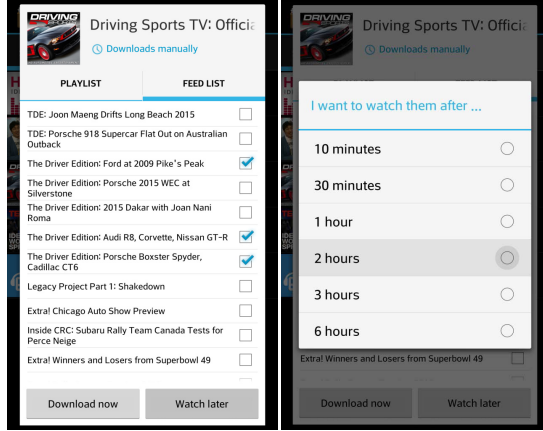 DRIVING
SPORTS
Driving Sports TV: Officia
Downloads manually
PLAYLIST
FEED LIST
TDE: Joon Maeng Drifts Long Beach 2015
TDE: Porsche 918 Supercar Flat Out on Australian
Outback
The Driver Edition: Ford at 2009 Pike's Peak
The Driver Edition: Porsche 2015 WEC at
Silverstone
The Driver Edition: 2015 Dakar with Joan Nani
Roma
The Driver Edition: Audi R8, Corvette, Nissan GT-R
The Driver Edition: Porsche Boxster Spyder,
Cadillac CT6
Legacy Project Part 1: Shakedown
Extra! Chicago Auto Show Preview
Inside CRC: Subaru Rally Team Canada Tests for
Perce Neige
Extra! Winners and Losers from Superbowl 49
Download now
Watch later
DRIVING
Driving Sports TV: Officia
Downloads manually
I want to watch them after ...
10 minutes
30 minutes
1 hour
2 hours
3 hours
6 hours
Extra! Winners and Losers from Superbowl 49
Download now
Watch later